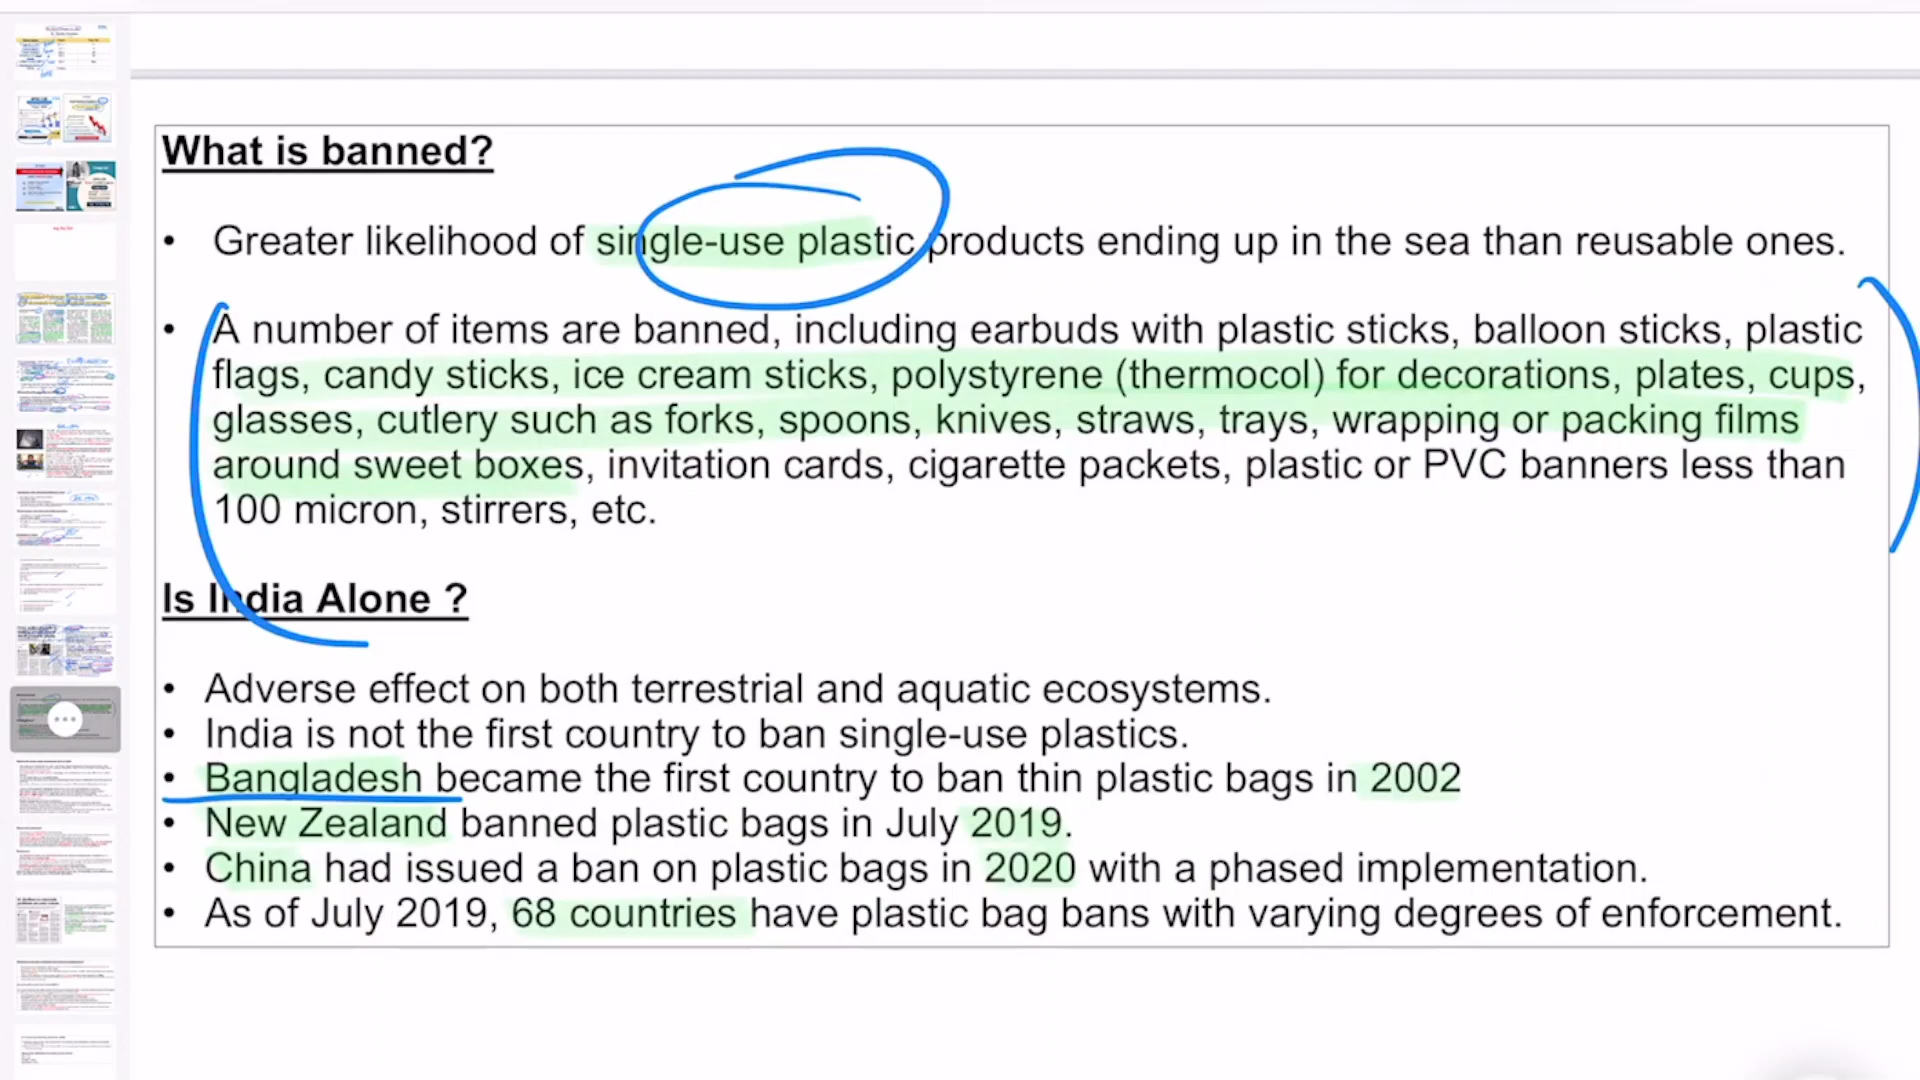 What is banned?
• Greater likelihood of single-use plastic products ending up in the sea than reusable ones.
• A number of items are banned, including earbuds with plastic sticks, balloon sticks, plastic
flags, candy sticks, ice cream sticks, polystyrene (thermocol) for decorations, plates, cups,
glasses, cutlery such as forks, spoons, knives, straws, trays, wrapping or packing films
around sweet boxes, invitation cards, cigarette packets, plastic or PVC banners less than
100 micron, stirrers, etc.
Is India Alone ?
• Adverse effect on both terrestrial and aquatic ecosystems.
• India is not the first country to ban single-use plastics.
• Bangladesh became the first country to ban thin plastic bags in 2002
• New Zealand banned plastic bags in July 2019.
• China had issued a ban on plastic bags in 2020 with a phased implementation.
• As of July 2019, 68 countries have plastic bag bans with varying degrees of enforcement.